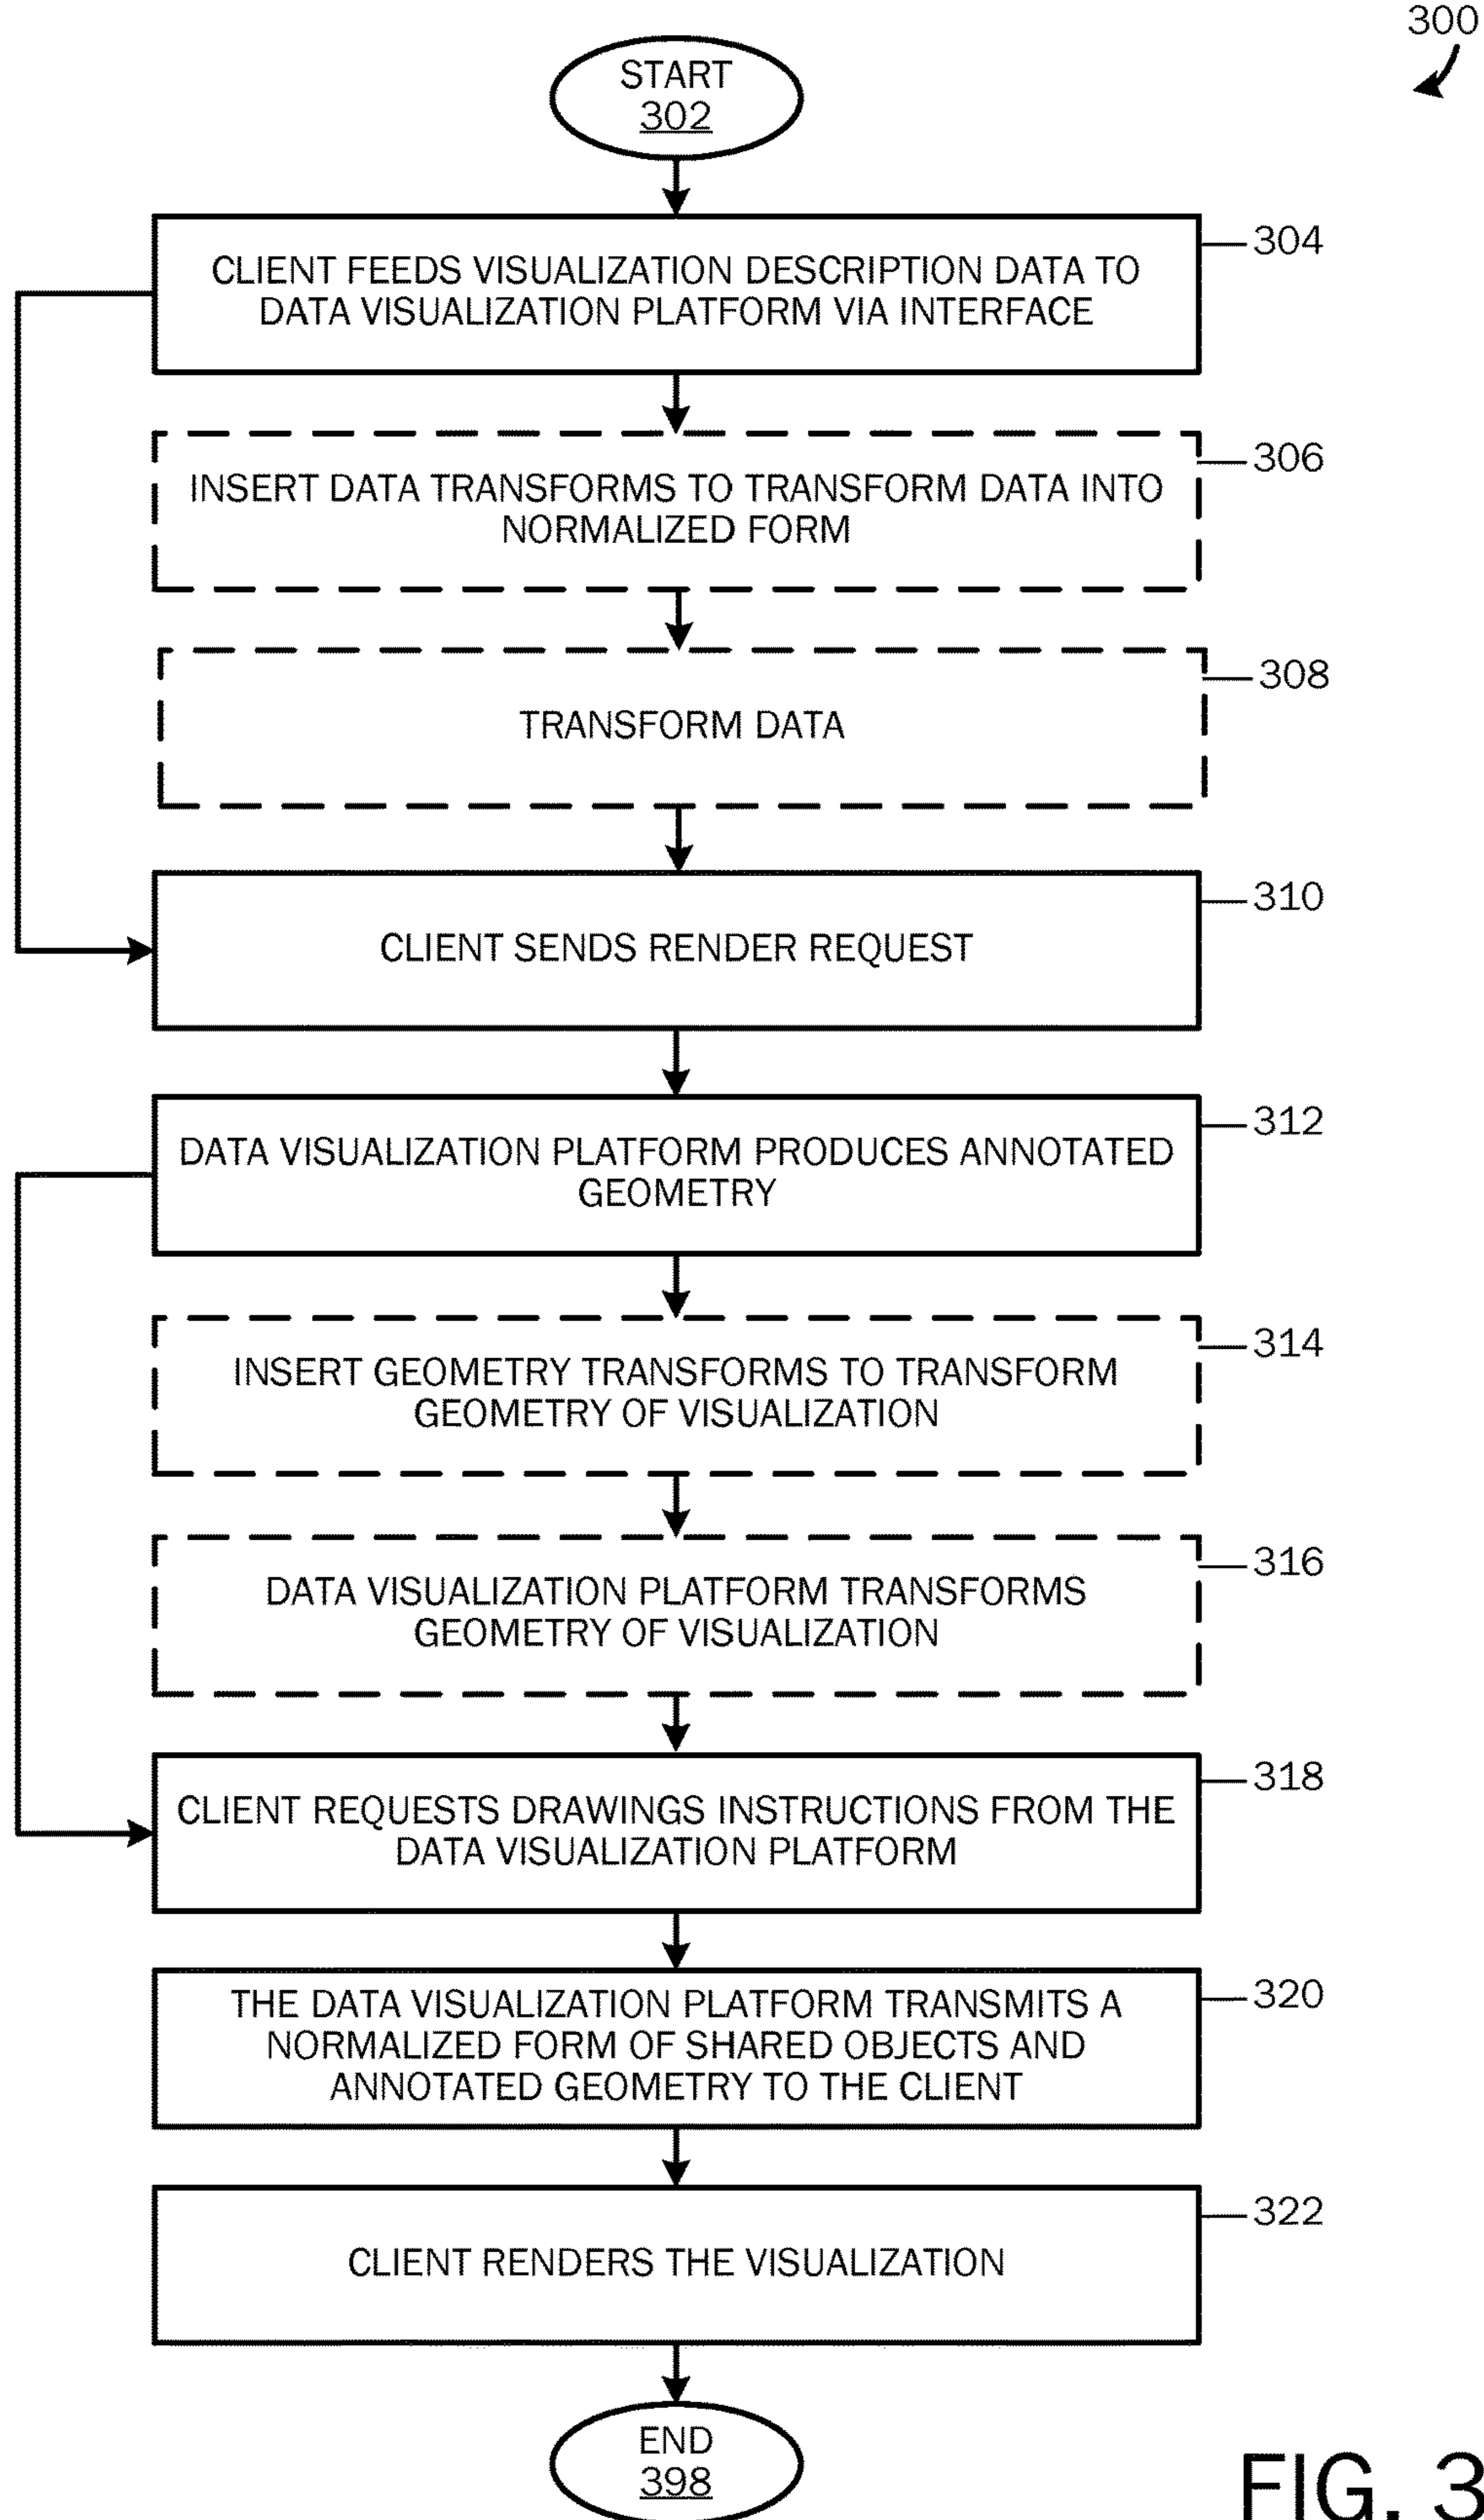 300
START
302
304
CLIENT FEEDS VISUALIZATION DESCRIPTION DATA TO
DATA VISUALIZATION PLATFORM VIA INTERFACE
306
INSERT DATA TRANSFORMS TO TRANSFORM DATA INTO
NORMALIZED FORM
308
TRANSFORM DATA
310
CLIENT SENDS RENDER REQUEST
312
DATA VISUALIZATION PLATFORM PRODUCES ANNOTATED
GEOMETRY
314
INSERT GEOMETRY TRANSFORMS TO TRANSFORM
GEOMETRY OF VISUALIZATION
316
DATA VISUALIZATION PLATFORM TRANSFORMS
GEOMETRY OF VISUALIZATION
318
CLIENT REQUESTS DRAWINGS INSTRUCTIONS FROM THE
DATA VISUALIZATION PLATFORM
320
THE DATA VISUALIZATION PLATFORM TRANSMITS A
NORMALIZED FORM OF SHARED OBJECTS AND
ANNOTATED GEOMETRY TO THE CLIENT
322
CLIENT RENDERS THE VISUALIZATION
END
398
FIG. 3